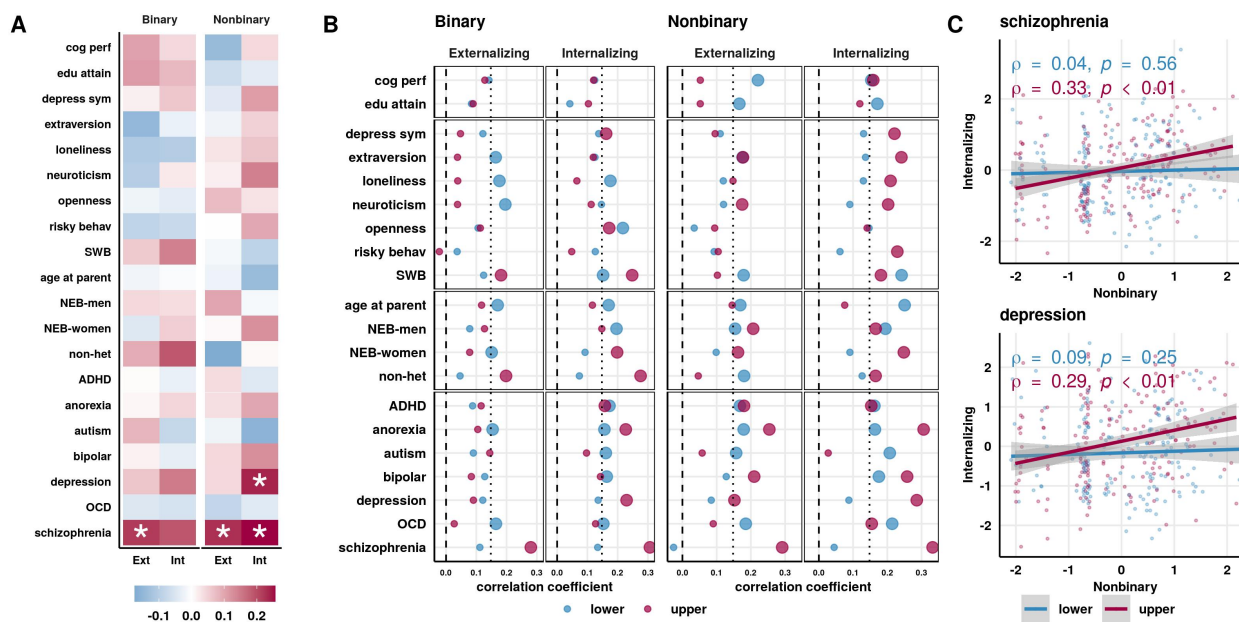 A
Binary
Nonbinary
cog perf
edu attain
depress sym
extraversion
loneliness
neuroticism
openness
risky behav
SWB
age at parent
NEB-men
NEB-women
non-het
ADHD
anorexia
autism
bipolar
depression
*
OCD
schizophrenia
* * *
Ext Int Ext Int
-0.1 0.0 0.1 0.2
B
Binary
Nonbinary
Externalizing Internalizing Externalizing Internalizing
cog perf
edu attain
depress sym
extraversion
loneliness
neuroticism
openness
risky behav
SWB
age at parent
NEB-men
NEB-women
non-het
ADHD
anorexia
autism
bipolar
depression
OCD
schizophrenia
0.0 0.1 0.2 0.3 0.0 0.1 0.2 0.3 0.0 0.1 0.2 0.3 0.0 0.1 0.2 0.3
correlation coefficient correlation coefficient
lower upper
C
schizophrenia
ρ = 0.04, p = 0.56
ρ = 0.33, p < 0.01
Internalizing
2
0
-2
-2 -1 0 1 2
Nonbinary
depression
ρ = 0.09, p = 0.25
ρ = 0.29, p < 0.01
Internalizing
2
1
0
-1
-2
-2 -1 0 1 2
Nonbinary
lower upper